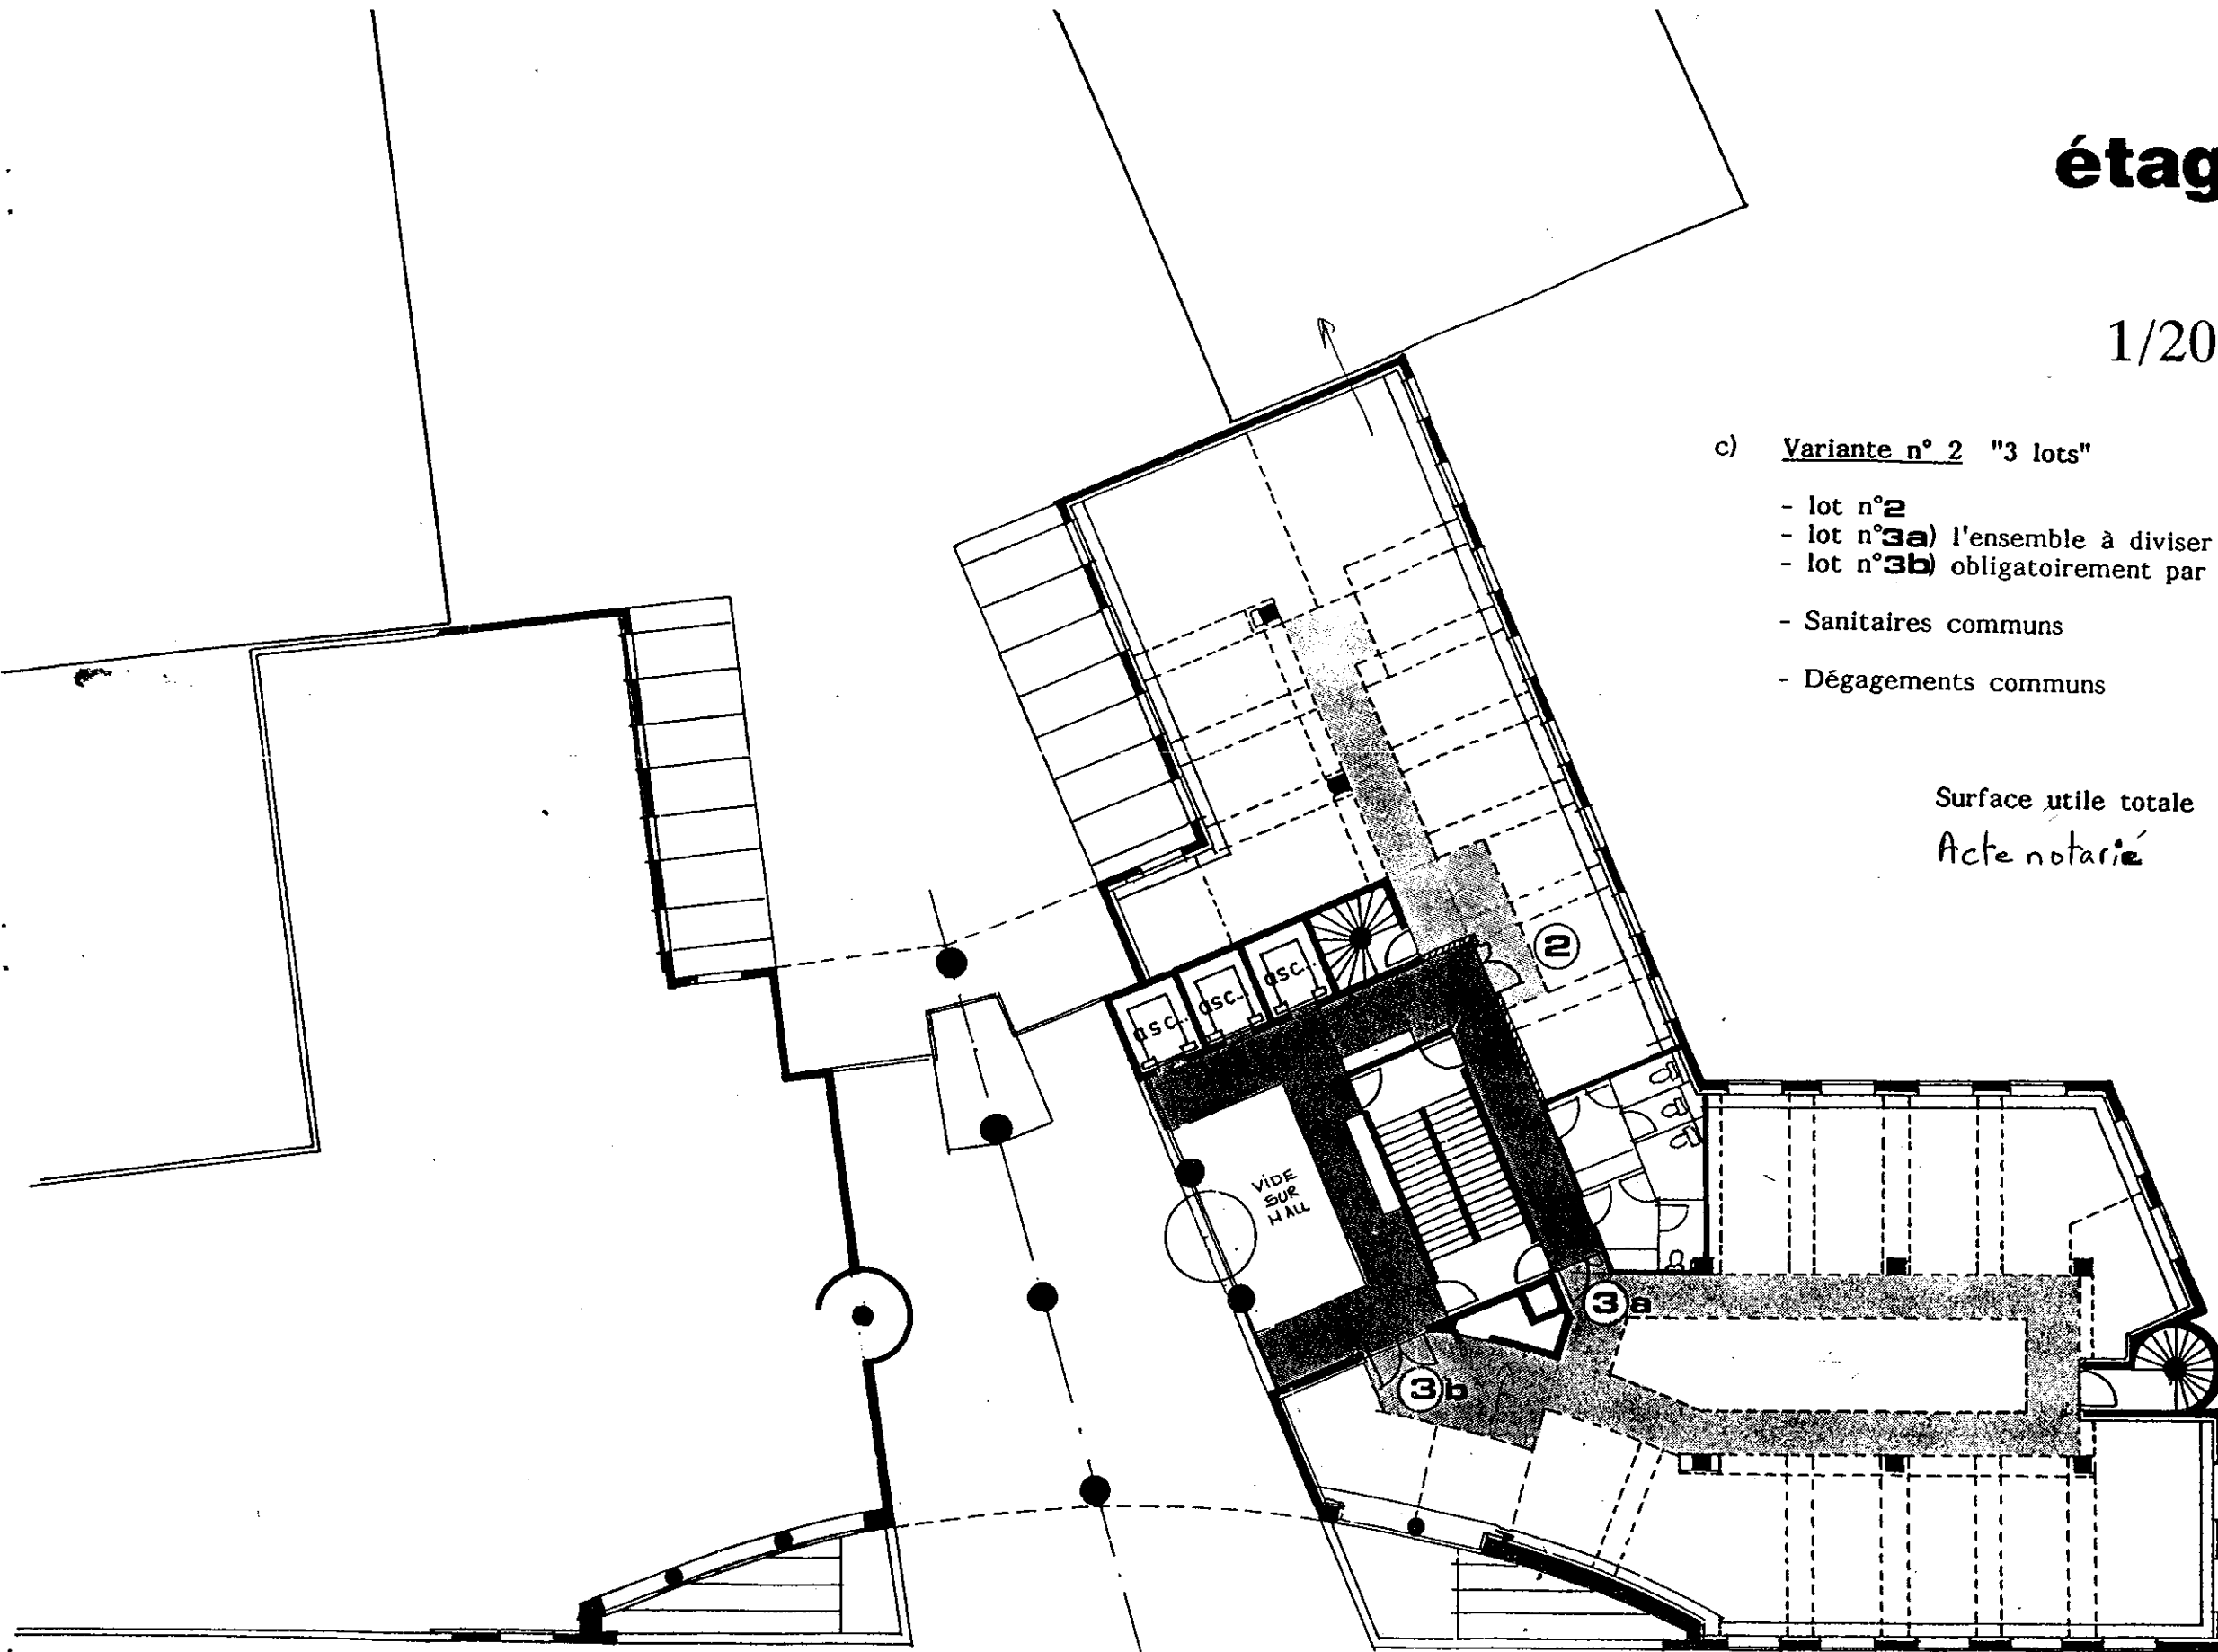 étag
1/20
c) Variante n° 2 "3 lots"
- lot n°2
- lot n°3a) l'ensemble à diviser
- lot n°3b) obligatoirement par
- Sanitaires communs
- Dégagements communs
Surface utile totale
Acte notarié
2
asc..
asc..
asc..
VIDE
SUR
HALL
3a
3b